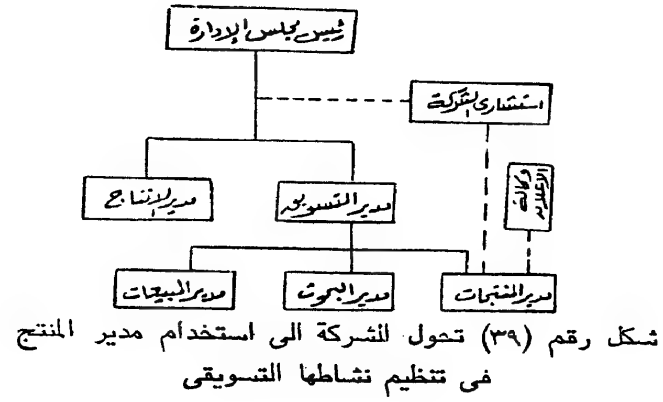 رئيس مجلس الإدارة
استشارى الشركة
وكالة الإعلان
مدير الإنتاج
مدير التسويق
مدير المبيعات
مدير البحوث
مدير المنتجات
شكل رقم (٣٩) تحول الشركة الى استخدام مدير المنتج
فى تنظيم نشاطها التسويقى